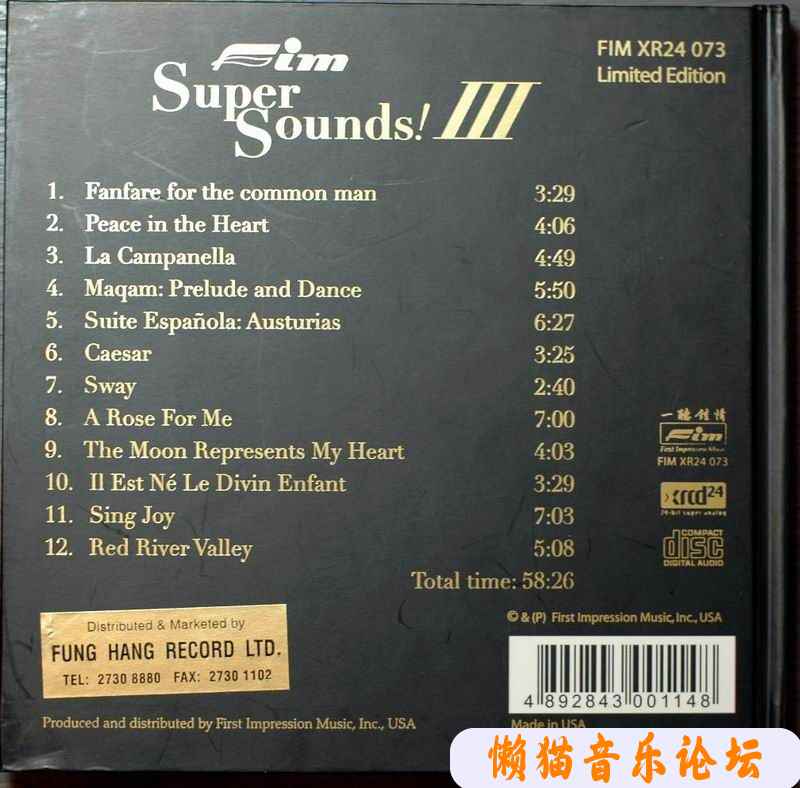 Fim
Super
Sounds! III
FIM XR24 073
Limited Edition
1. Fanfare for the common man 3:29
2. Peace in the Heart 4:06
3. La Campanella 4:49
4. Maqam: Prelude and Dance 5:50
5. Suite Española: Austurias 6:27
6. Caesar 3:25
7. Sway 2:40
8. A Rose For Me 7:00
9. The Moon Represents My Heart 4:03
10. Il Est Né Le Divin Enfant 3:29
11. Sing Joy 7:03
12. Red River Valley 5:08
Total time: 58:26
一聽鍾情
Fim
First Impression Music
FIM XR24 073
xrcd24
24-bit super analog
COMPACT
disc
DIGITAL AUDIO
Distributed & Marketed by
FUNG HANG RECORD LTD.
TEL: 2730 8880 FAX: 2730 1102
© & (P) First Impression Music, Inc., USA
4 892843 001148
Produced and distributed by First Impression Music, Inc., USA
Made in USA
懒猫音乐论坛